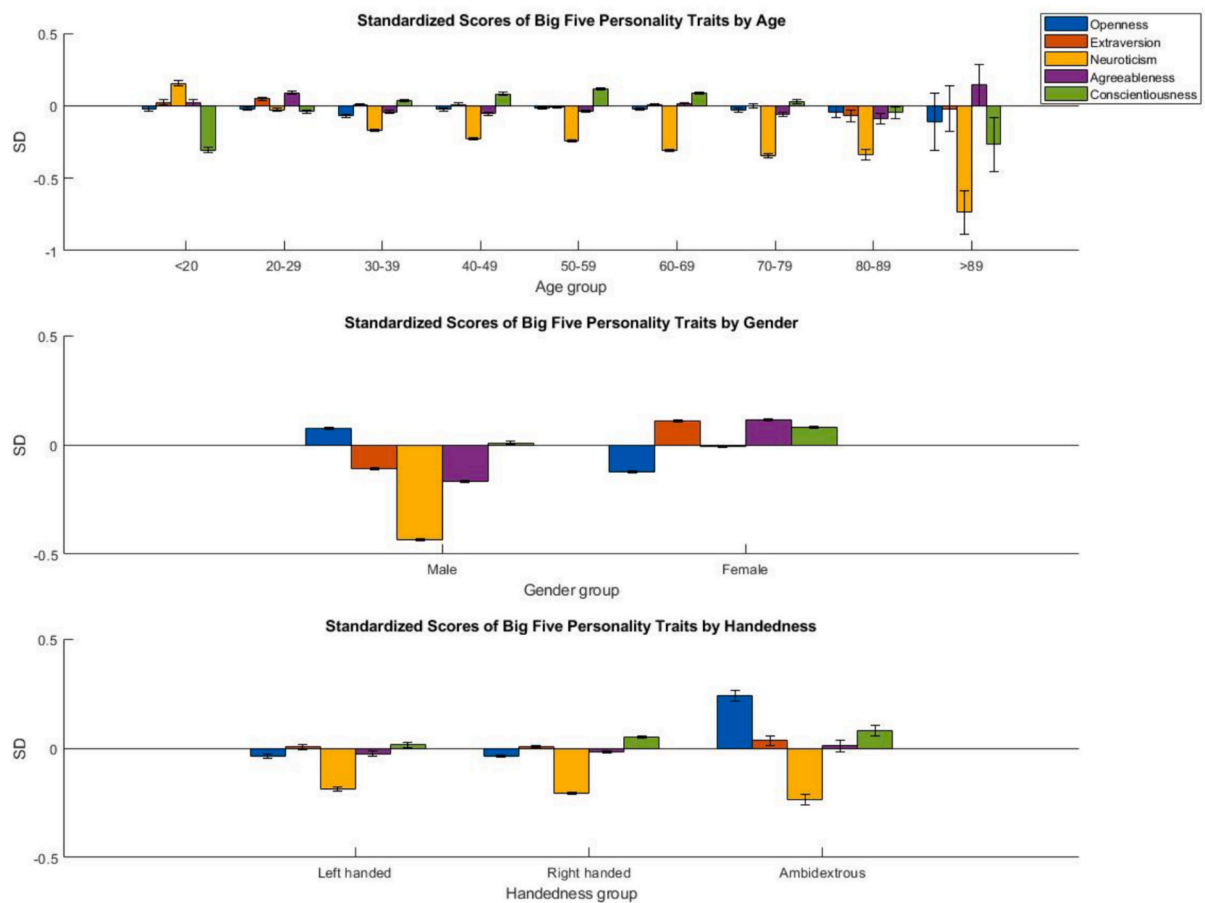 Standardized Scores of Big Five Personality Traits by Age
Openness
Extraversion
Neuroticism
Agreeableness
Conscientiousness
0.5
0
-0.5
-1
SD
<20 20-29 30-39 40-49 50-59 60-69 70-79 80-89 >89
Age group
Standardized Scores of Big Five Personality Traits by Gender
0.5
0
-0.5
SD
Male Female
Gender group
Standardized Scores of Big Five Personality Traits by Handedness
0.5
0
-0.5
SD
Left handed Right handed Ambidextrous
Handedness group